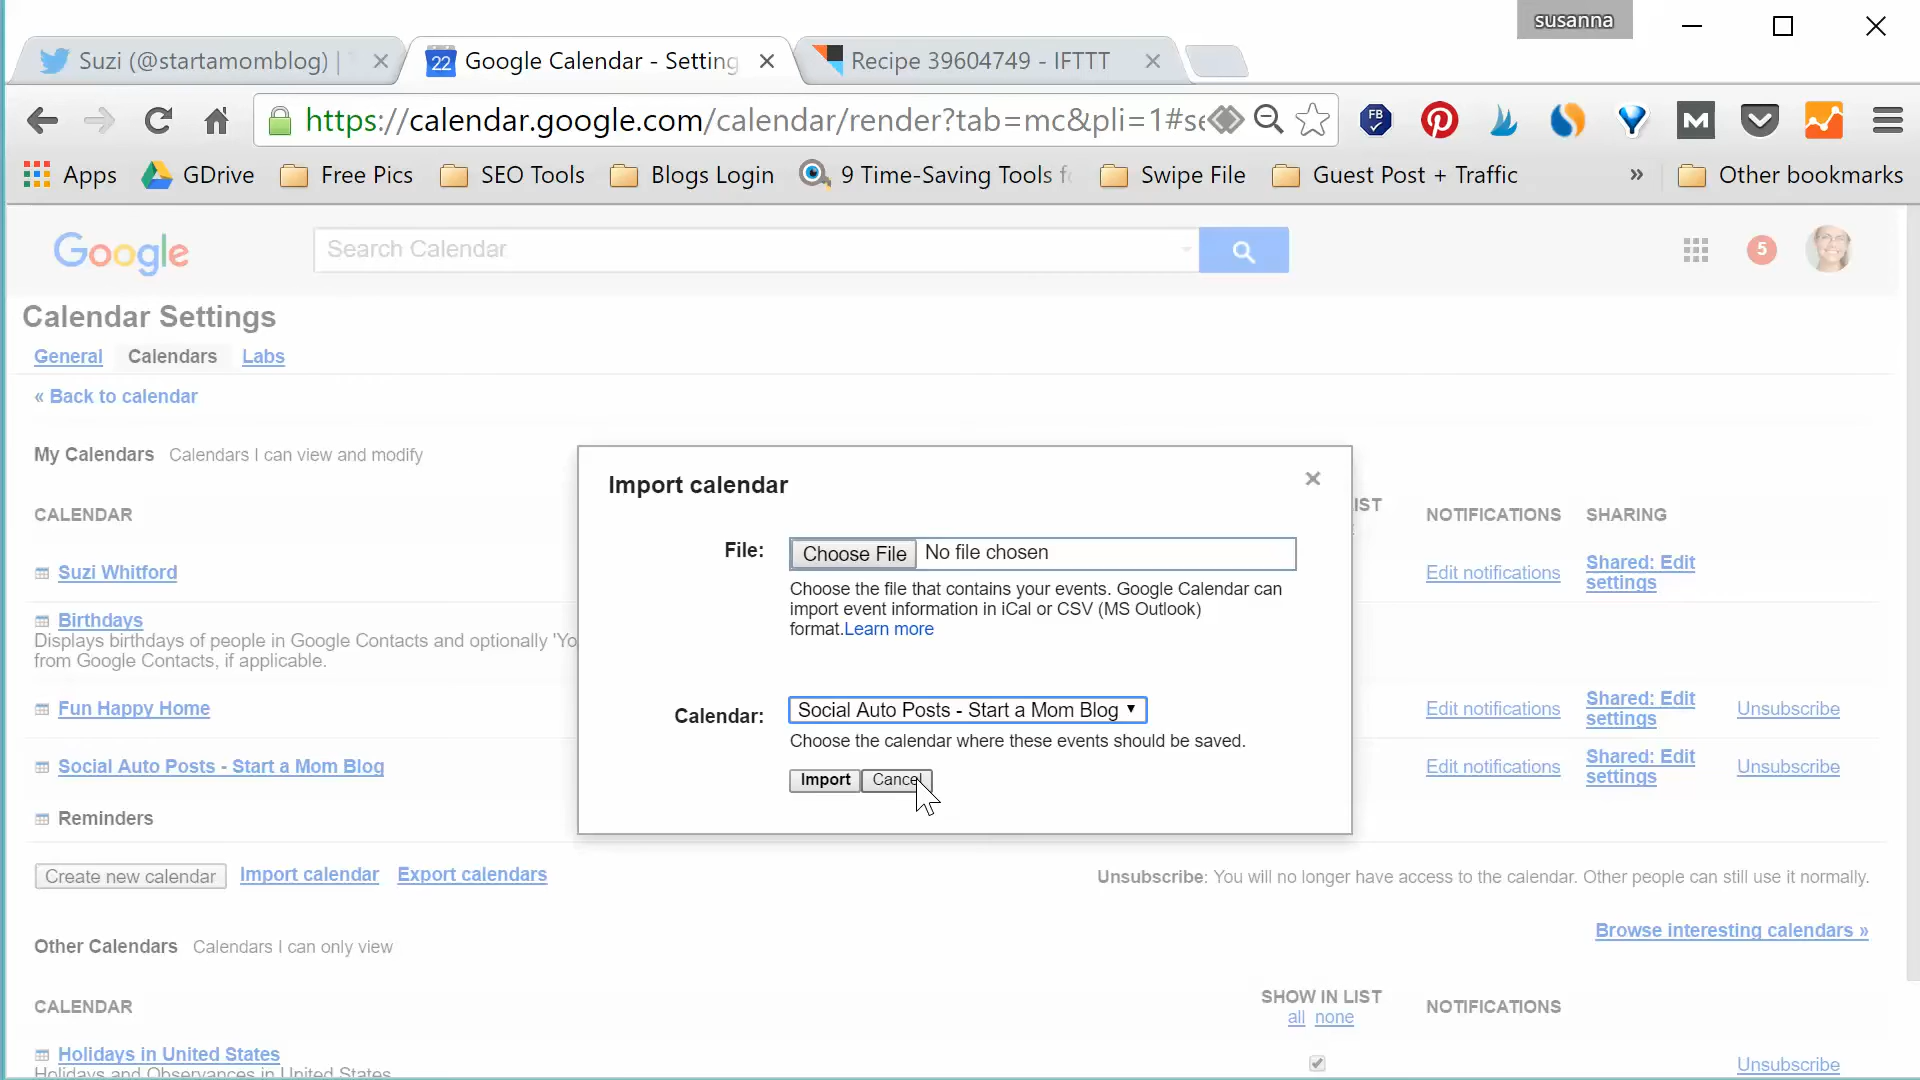 susanna
Suzi (@startamomblog) |
22 Google Calendar - Setting
Recipe 39604749 - IFTTT
https://calendar.google.com/calendar/render?tab=mc&pli=1#se
FB
M
Apps GDrive Free Pics SEO Tools Blogs Login 9 Time-Saving Tools fo Swipe File Guest Post + Traffic » Other bookmarks
Google Search Calendar 5
Calendar Settings
General Calendars Labs
« Back to calendar
My Calendars Calendars I can view and modify
CALENDAR IST NOTIFICATIONS SHARING
Suzi Whitford Edit notifications Shared: Edit
settings
Birthdays
Displays birthdays of people in Google Contacts and optionally 'Yo
from Google Contacts, if applicable.
Fun Happy Home Edit notifications Shared: Edit Unsubscribe
settings
Social Auto Posts - Start a Mom Blog Edit notifications Shared: Edit Unsubscribe
settings
Reminders
Import calendar
File: Choose File No file chosen
Choose the file that contains your events. Google Calendar can
import event information in iCal or CSV (MS Outlook)
format.Learn more
Calendar: Social Auto Posts - Start a Mom Blog
Choose the calendar where these events should be saved.
Import Cancel
Create new calendar Import calendar Export calendars Unsubscribe: You will no longer have access to the calendar. Other people can still use it normally.
Browse interesting calendars »
Other Calendars Calendars I can only view
CALENDAR SHOW IN LIST NOTIFICATIONS
all none
Holidays in United States Unsubscribe
Holidays and Observances in United States